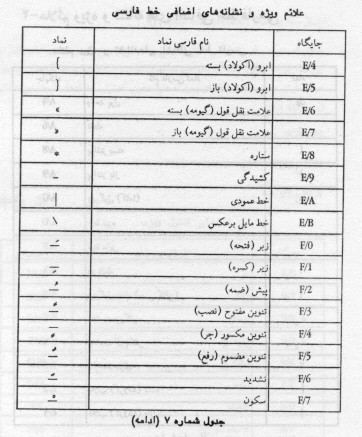 علائم ویژه و نشانه‌های اضافی خط فارسی
جایگاه نام فارسی نماد نماد
E/4 ابرو (آکولاد) بسته }
E/5 ابرو (آکولاد) باز {
E/6 علامت نقل قول (گیومه) بسته »
E/7 علامت نقل قول (گیومه) باز «
E/8 ستاره *
E/9 کشیدگی ـ
E/A خط عمودی |
E/B خط مایل برعکس \
F/0 زبر (فتحه) ـَ
F/1 زیر (کسره) ـِ
F/2 پیش (ضمه) ـُ
F/3 تنوین مفتوح (نصب) ـً
F/4 تنوین مکسور (جر) ـٍ
F/5 تنوین مضموم (رفع) ـٌ
F/6 تشدید ـّ
F/7 سکون ـْ
جدول شماره ۷ (ادامه)